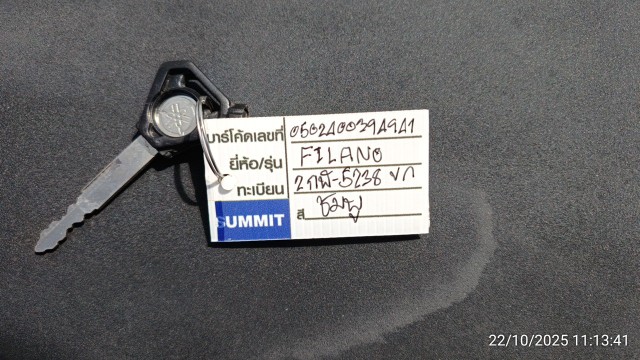 บาร์โค้ดเลขที่ 0502400394941
ยี่ห้อ/รุ่น FILANO
ทะเบียน 2กพ-5238 ขก
SUMMIT สี ชมพู
22/10/2025 11:13:41